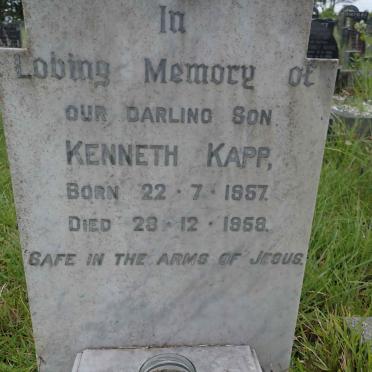 In
Loving Memory of
OUR DARLING SON
KENNETH KAPP,
BORN 22 · 7 · 1957.
DIED 28 · 12 · 1958.
SAFE IN THE ARMS OF JESUS.